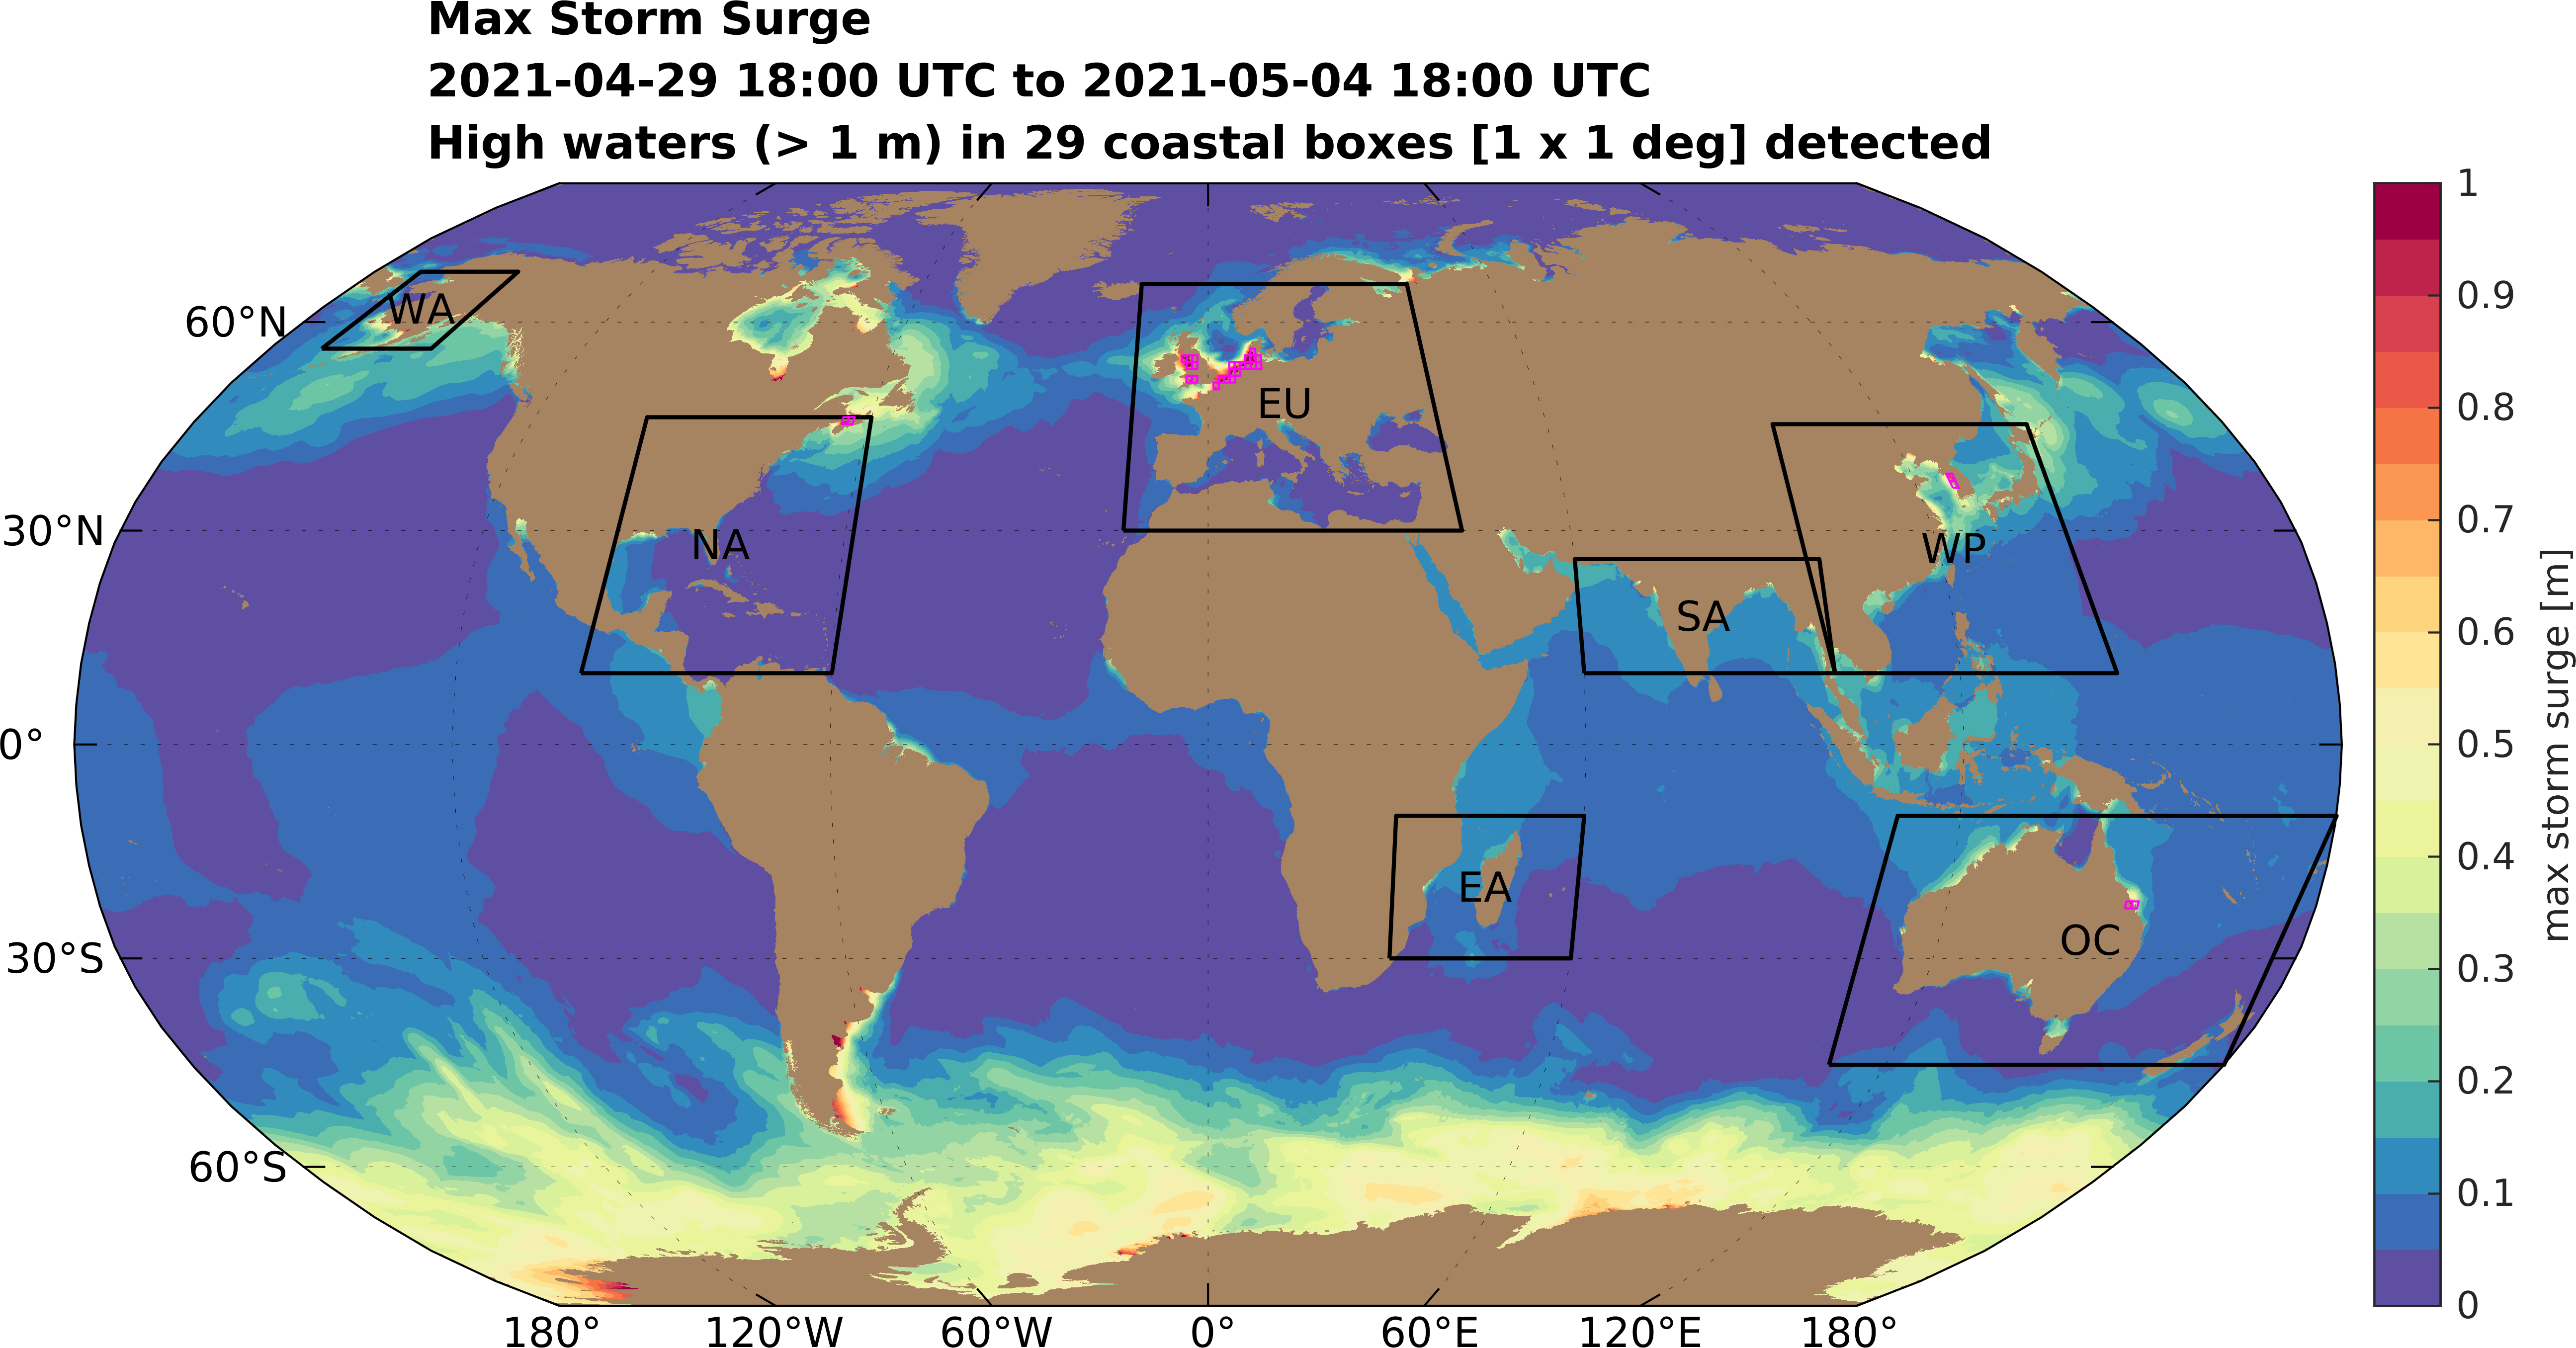 Max Storm Surge
2021-04-29 18:00 UTC to 2021-05-04 18:00 UTC
High waters (> 1 m) in 29 coastal boxes [1 x 1 deg] detected
60°N
30°N
0°
30°S
60°S
WA
NA
EU
SA
WP
EA
OC
180°
120°W
60°W
0°
60°E
120°E
180°
1
0.9
0.8
0.7
0.6
0.5
0.4
0.3
0.2
0.1
0
max storm surge [m]